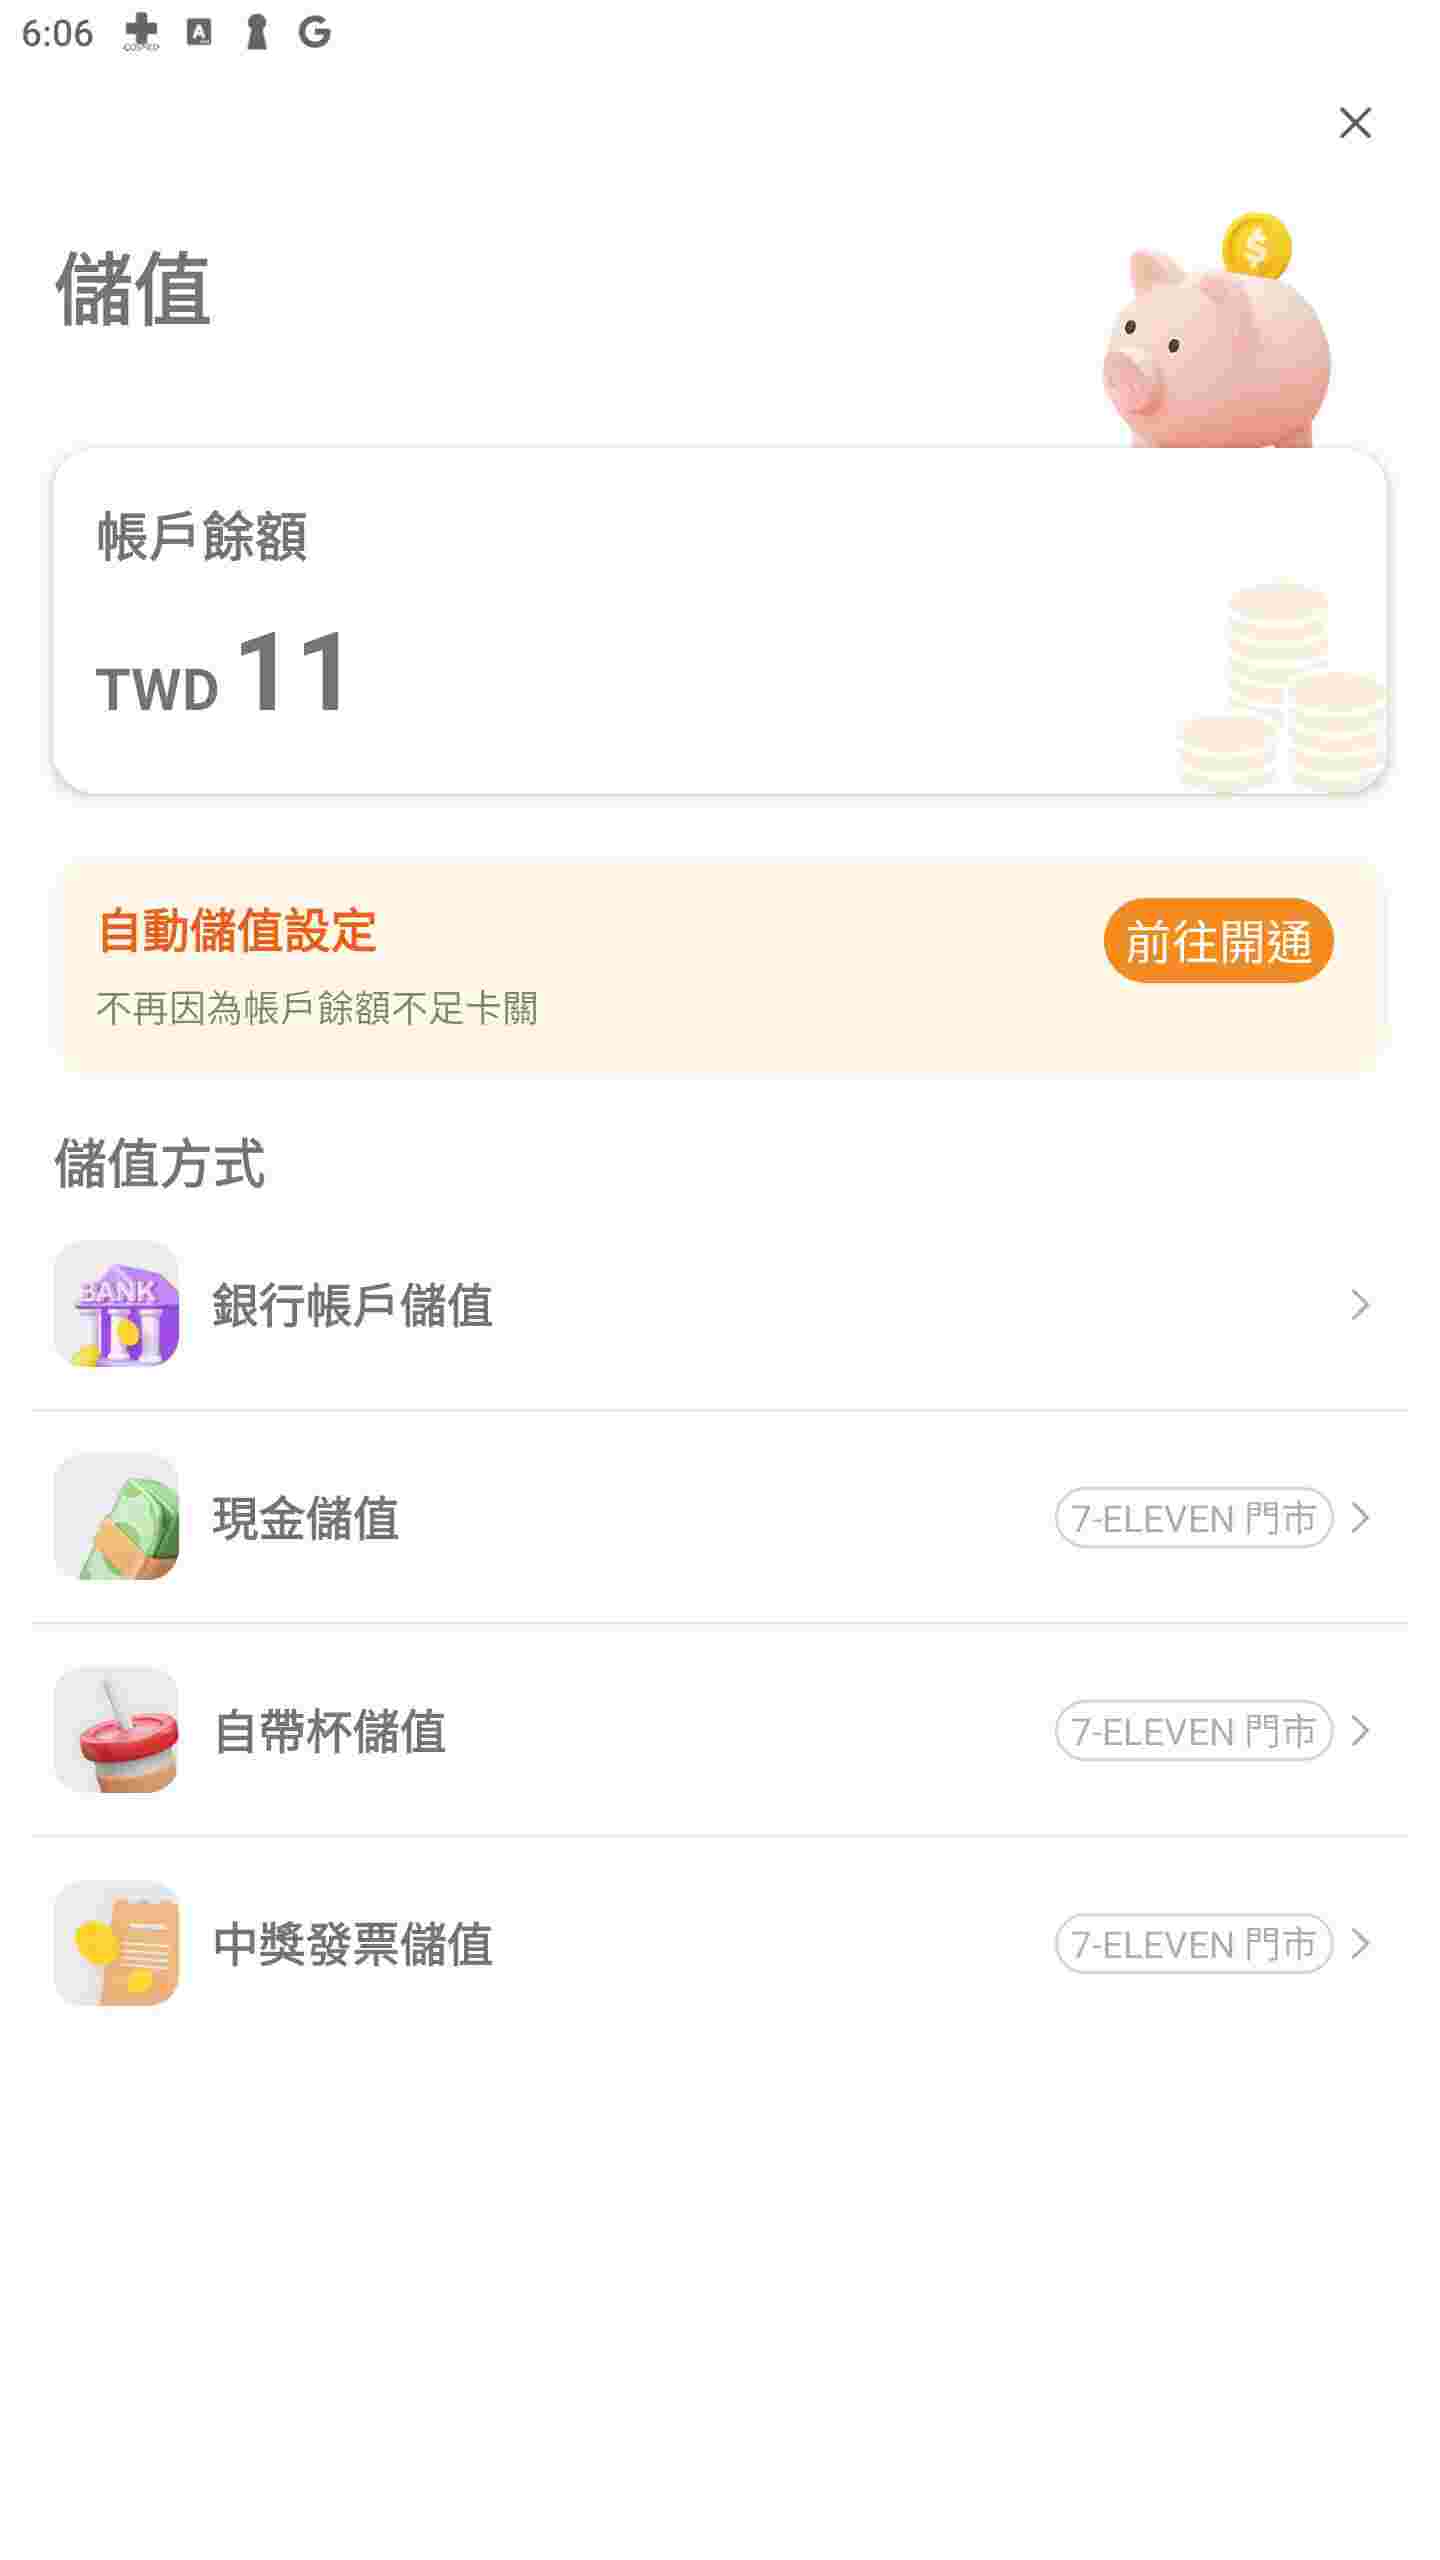 6:06
儲值
帳戶餘額
TWD 11
自動儲值設定
前往開通
不再因為帳戶餘額不足卡關
儲值方式
BANK
銀行帳戶儲值
現金儲值
7-ELEVEN 門市
自帶杯儲值
7-ELEVEN 門市
中獎發票儲值
7-ELEVEN 門市